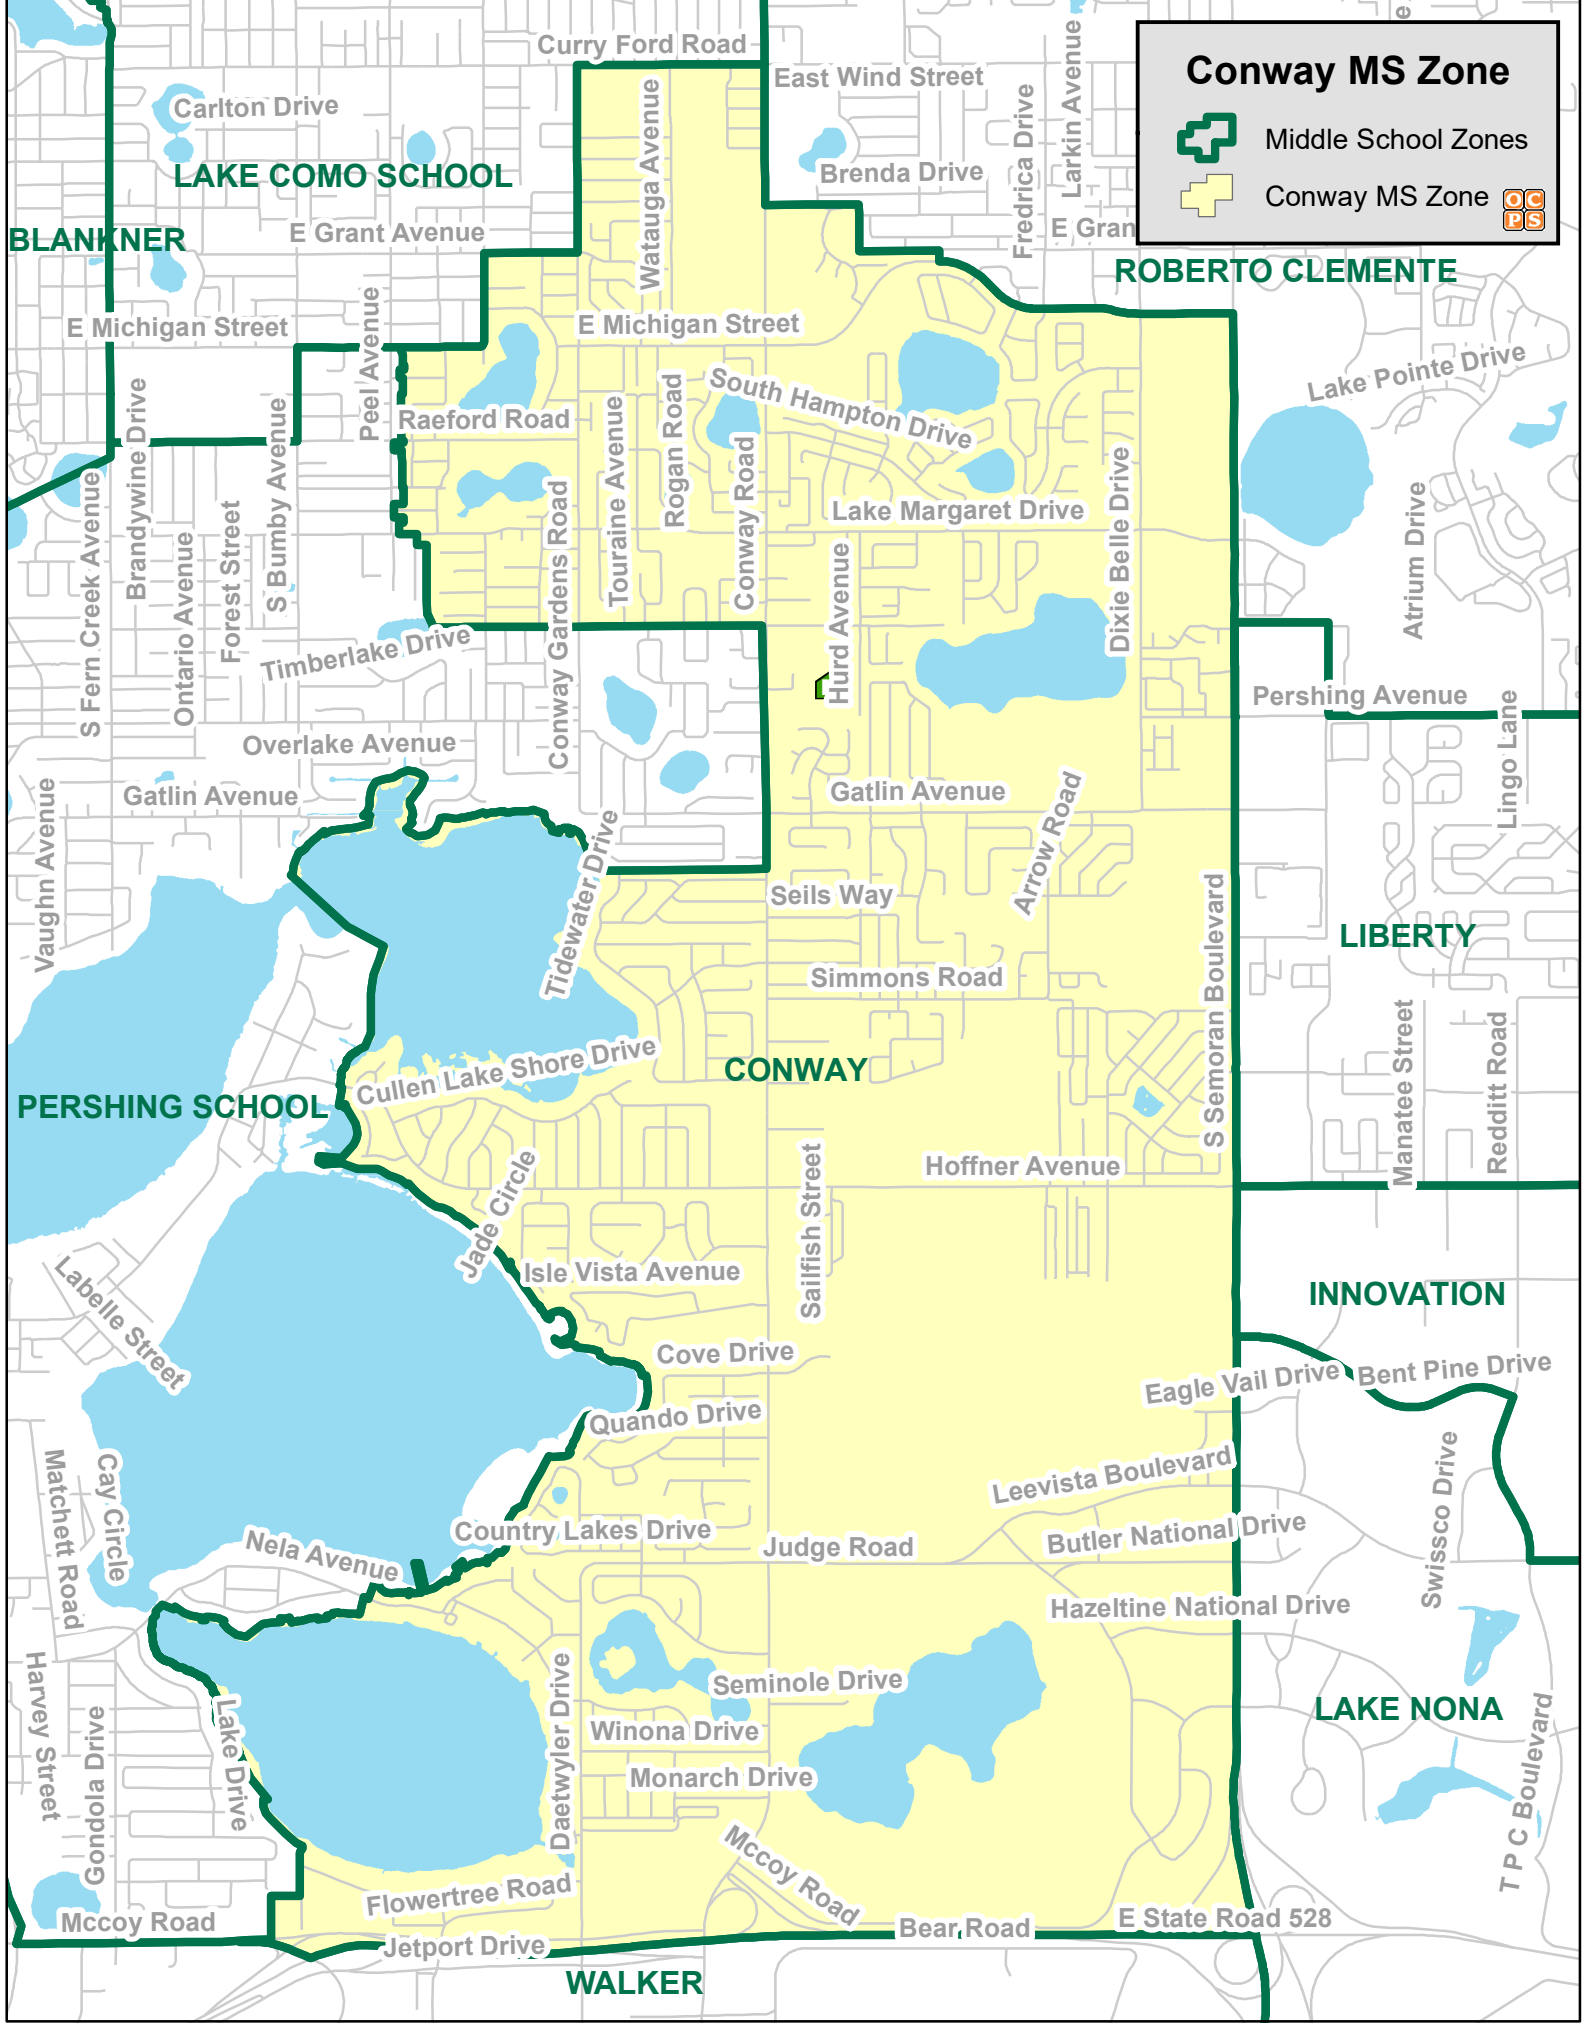 Curry Ford Road
East Wind Street
Carlton Drive
Watauga Avenue
Fredrica Drive
Larkin Avenue
Conway MS Zone
Middle School Zones
Conway MS Zone
OC
PS
LAKE COMO SCHOOL
Brenda Drive
BLANKNER
E Grant Avenue
E Gran
ROBERTO CLEMENTE
E Michigan Street
Peel Avenue
E Michigan Street
Lake Pointe Drive
Brandywine Drive
S Bumby Avenue
Raeford Road
Touraine Avenue
Rogan Road
South Hampton Drive
Conway Road
Dixie Belle Drive
S Fern Creek Avenue
Ontario Avenue
Forest Street
Conway Gardens Road
Lake Margaret Drive
Hurd Avenue
Atrium Drive
Timberlake Drive
Pershing Avenue
Lingo Lane
Overlake Avenue
Gatlin Avenue
Vaughn Avenue
Gatlin Avenue
Arrow Road
Tidewater Drive
Seils Way
S Semoran Boulevard
LIBERTY
Simmons Road
Manatee Street
Redditt Road
Cullen Lake Shore Drive
CONWAY
PERSHING SCHOOL
Jade Circle
Sailfish Street
Hoffner Avenue
Labelle Street
Isle Vista Avenue
INNOVATION
Cove Drive
Eagle Vail Drive
Bent Pine Drive
Quando Drive
Matchett Road
Cay Circle
Leevista Boulevard
Swissco Drive
Nela Avenue
Country Lakes Drive
Judge Road
Butler National Drive
Hazeltine National Drive
Harvey Street
Gondola Drive
Lake Drive
Daetwyler Drive
Seminole Drive
LAKE NONA
T P C Boulevard
Winona Drive
Monarch Drive
Mccoy Road
Flowertree Road
Mccoy Road
Bear Road
E State Road 528
Jetport Drive
WALKER